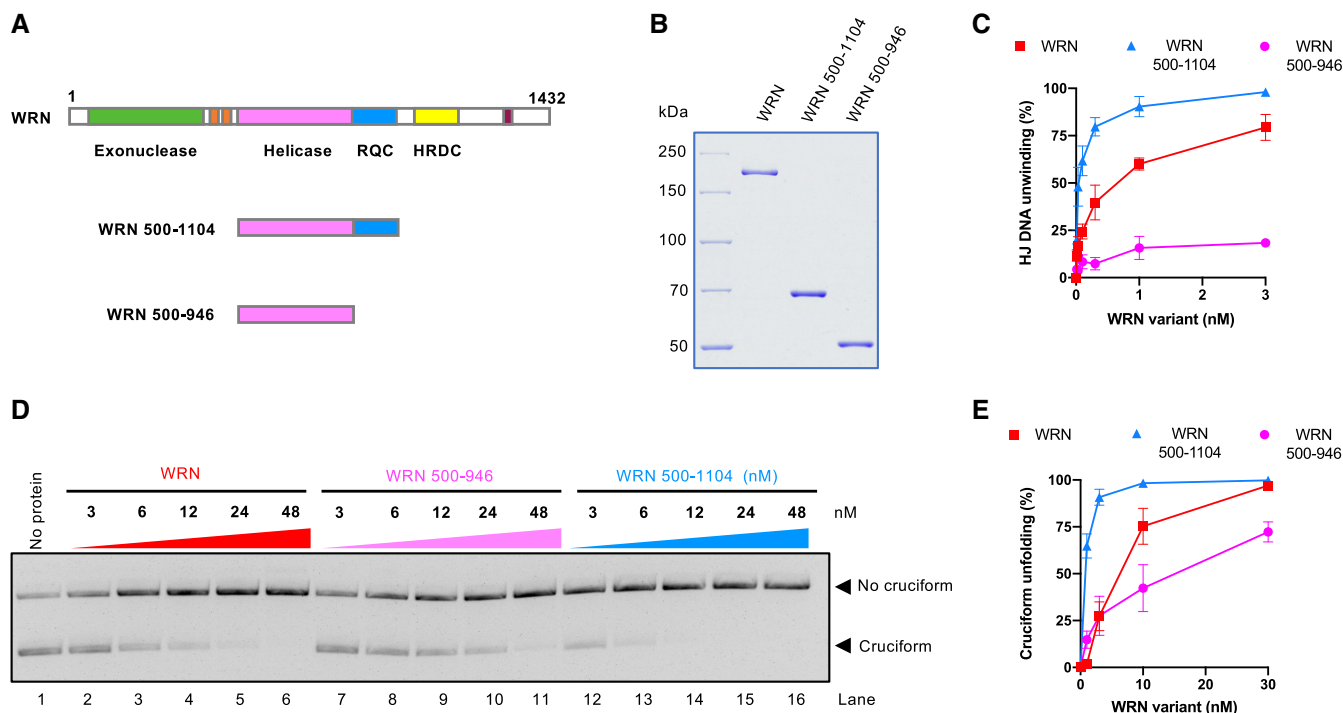 A
1
1432
WRN
Exonuclease
Helicase
RQC
HRDC
WRN 500-1104
WRN 500-946
B
kDa
WRN
WRN 500-1104
WRN 500-946
250
150
100
70
50
C
WRN
WRN
500-1104
WRN
500-946
HJ DNA unwinding (%)
100
75
50
25
0
0
1
2
3
WRN variant (nM)
D
No protein
WRN
WRN 500-946
WRN 500-1104 (nM)
3 6 12 24 48 3 6 12 24 48 3 6 12 24 48 nM
No cruciform
Cruciform
1 2 3 4 5 6 7 8 9 10 11 12 13 14 15 16 Lane
E
WRN
WRN
500-1104
WRN
500-946
Cruciform unfolding (%)
100
75
50
25
0
0
10
20
30
WRN variant (nM)